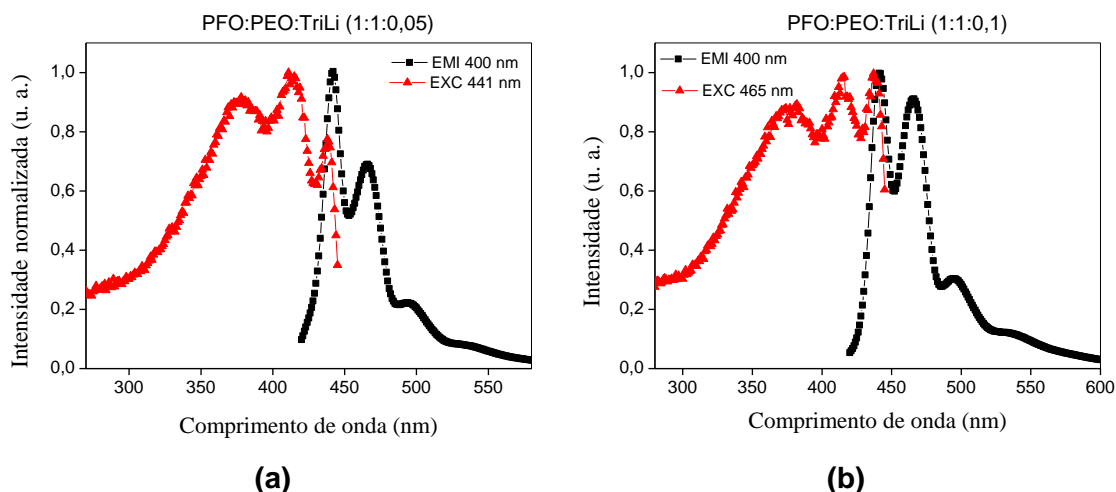 PFO:PEO:TriLi (1:1:0,05)
EMI 400 nm
EXC 441 nm
1,0
0,8
0,6
0,4
0,2
0,0
Intensidade normalizada (u. a.)
300 350 400 450 500 550
Comprimento de onda (nm)
(a)
PFO:PEO:TriLi (1:1:0,1)
EMI 400 nm
EXC 465 nm
1,0
0,8
0,6
0,4
0,2
0,0
Intensidade (u. a.)
300 350 400 450 500 550 600
Comprimento de onda (nm)
(b)